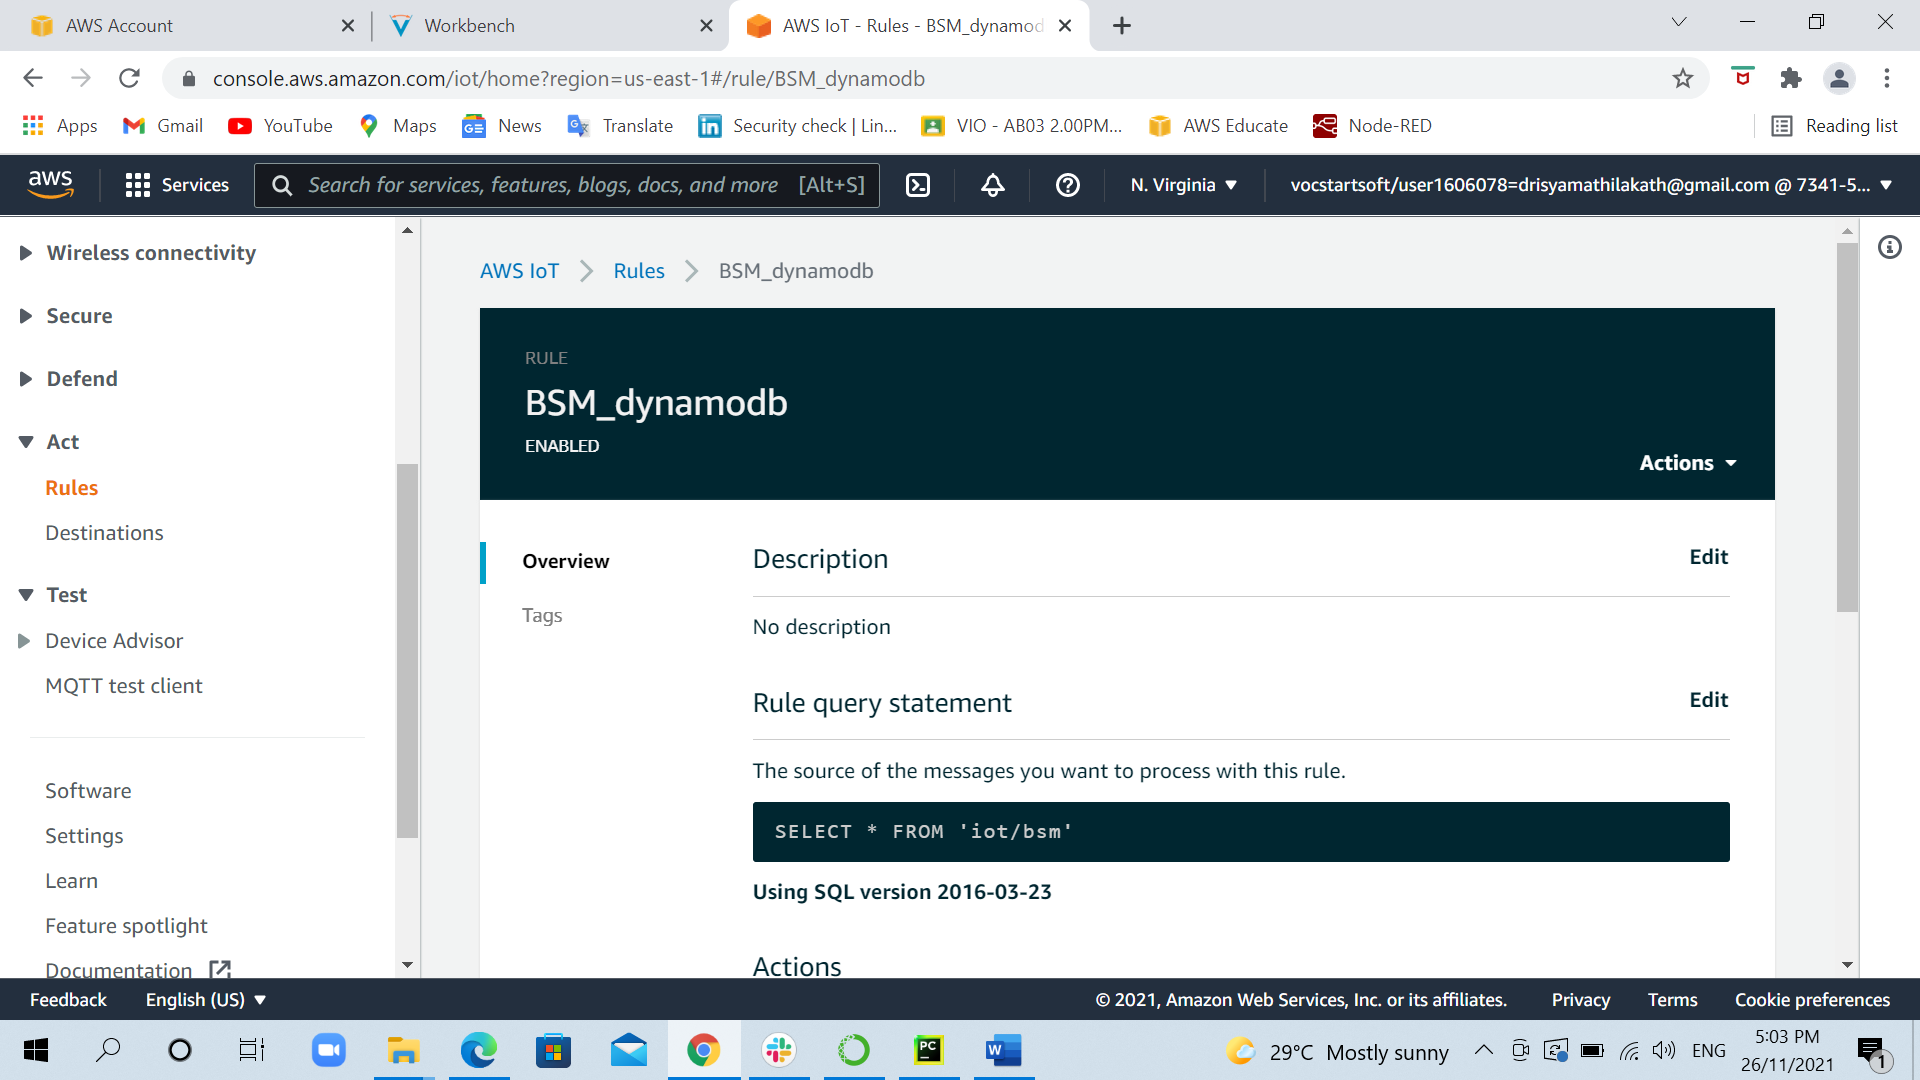 AWS Account
Workbench
AWS IoT - Rules - BSM_dynamod
console.aws.amazon.com/iot/home?region=us-east-1#/rule/BSM_dynamodb
Apps
Gmail
YouTube
Maps
News
Translate
Security check | Lin...
VIO - AB03 2.00PM...
AWS Educate
Node-RED
Reading list
aws
Services
Search for services, features, blogs, docs, and more [Alt+S]
N. Virginia
vocstartsoft/user1606078=drisyamathilakath@gmail.com @ 7341-5...
Wireless connectivity
Secure
Defend
Act
Rules
Destinations
Test
Device Advisor
MQTT test client
Software
Settings
Learn
Feature spotlight
Documentation
AWS IoT
Rules
BSM_dynamodb
RULE
BSM_dynamodb
ENABLED
Actions
Overview
Tags
Description
Edit
No description
Rule query statement
Edit
The source of the messages you want to process with this rule.
SELECT * FROM 'iot/bsm'
Using SQL version 2016-03-23
Actions
Feedback
English (US)
© 2021, Amazon Web Services, Inc. or its affiliates.
Privacy
Terms
Cookie preferences
PC
W
29°C Mostly sunny
ENG
5:03 PM
26/11/2021
1